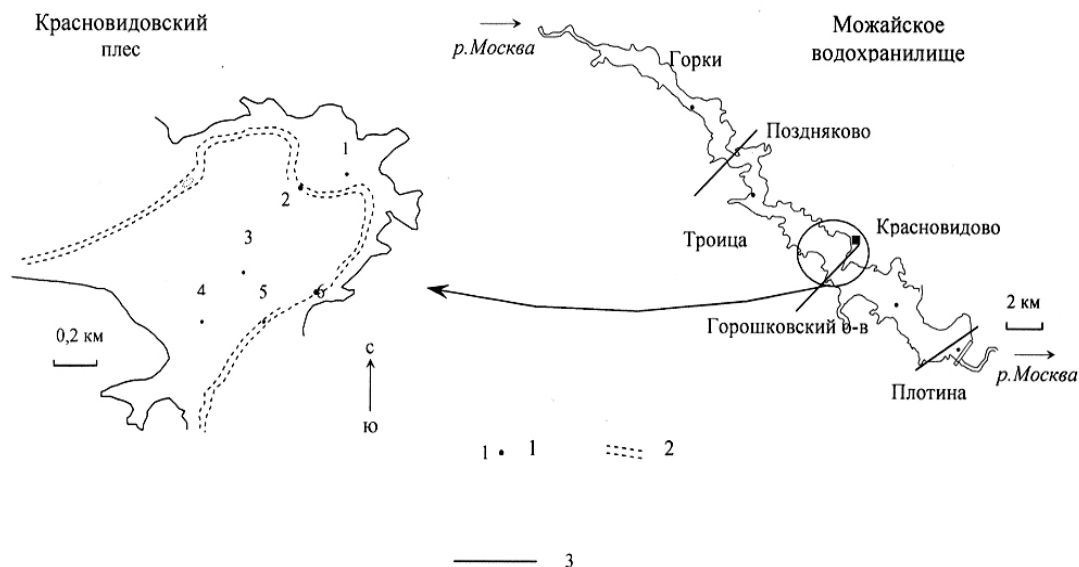 Красновидовский
плес
1
2
3
4
5
6
0,2 км
с
ю
Можайское
водохранилище
р.Москва
Горки
Поздняково
Троица
Красновидово
Горошковский о-в
2 км
Плотина
р.Москва
1 • 1
2
3